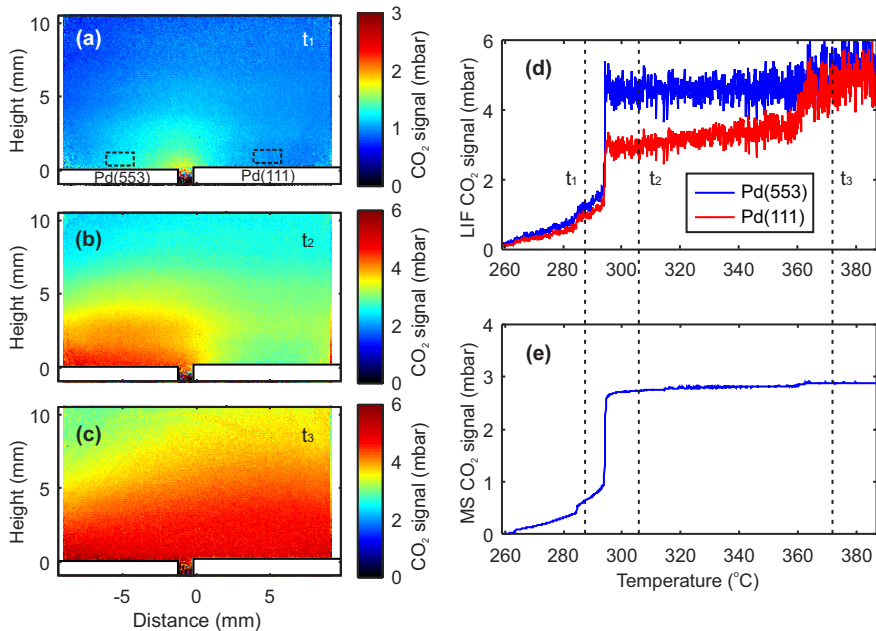 (a)
t1
Height (mm)
10
5
0
Pd(553)
Pd(111)
CO2 signal (mbar)
3
2
1
0
(b)
t2
Height (mm)
10
5
0
CO2 signal (mbar)
6
4
2
0
(c)
t3
Height (mm)
10
5
0
CO2 signal (mbar)
6
4
2
0
-5
0
5
Distance (mm)
(d)
LIF CO2 signal (mbar)
6
4
2
0
t1
t2
t3
Pd(553)
Pd(111)
260
280
300
320
340
360
380
(e)
MS CO2 signal (mbar)
4
3
2
1
0
260
280
300
320
340
360
380
Temperature (°C)